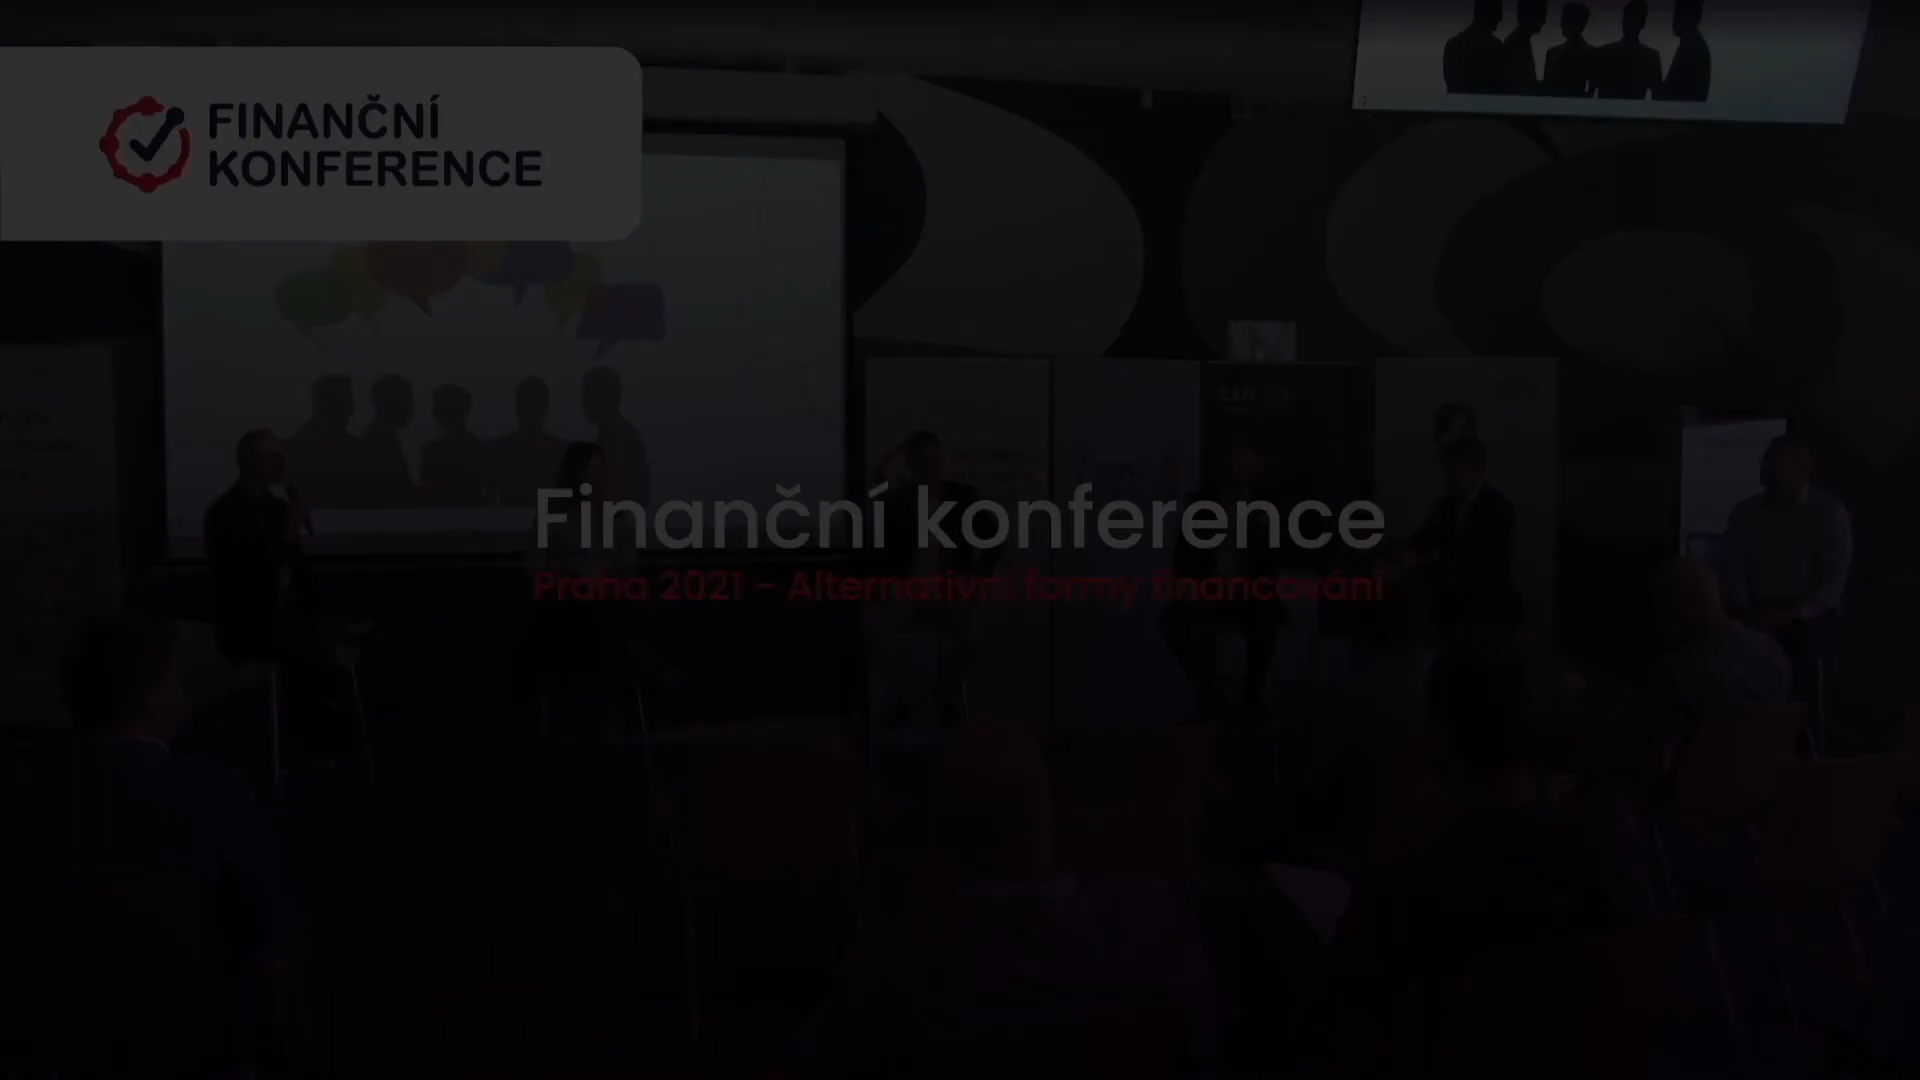 FINANČNÍ
KONFERENCE
Finanční konference
Praha 2021 – Alternativní formy financování